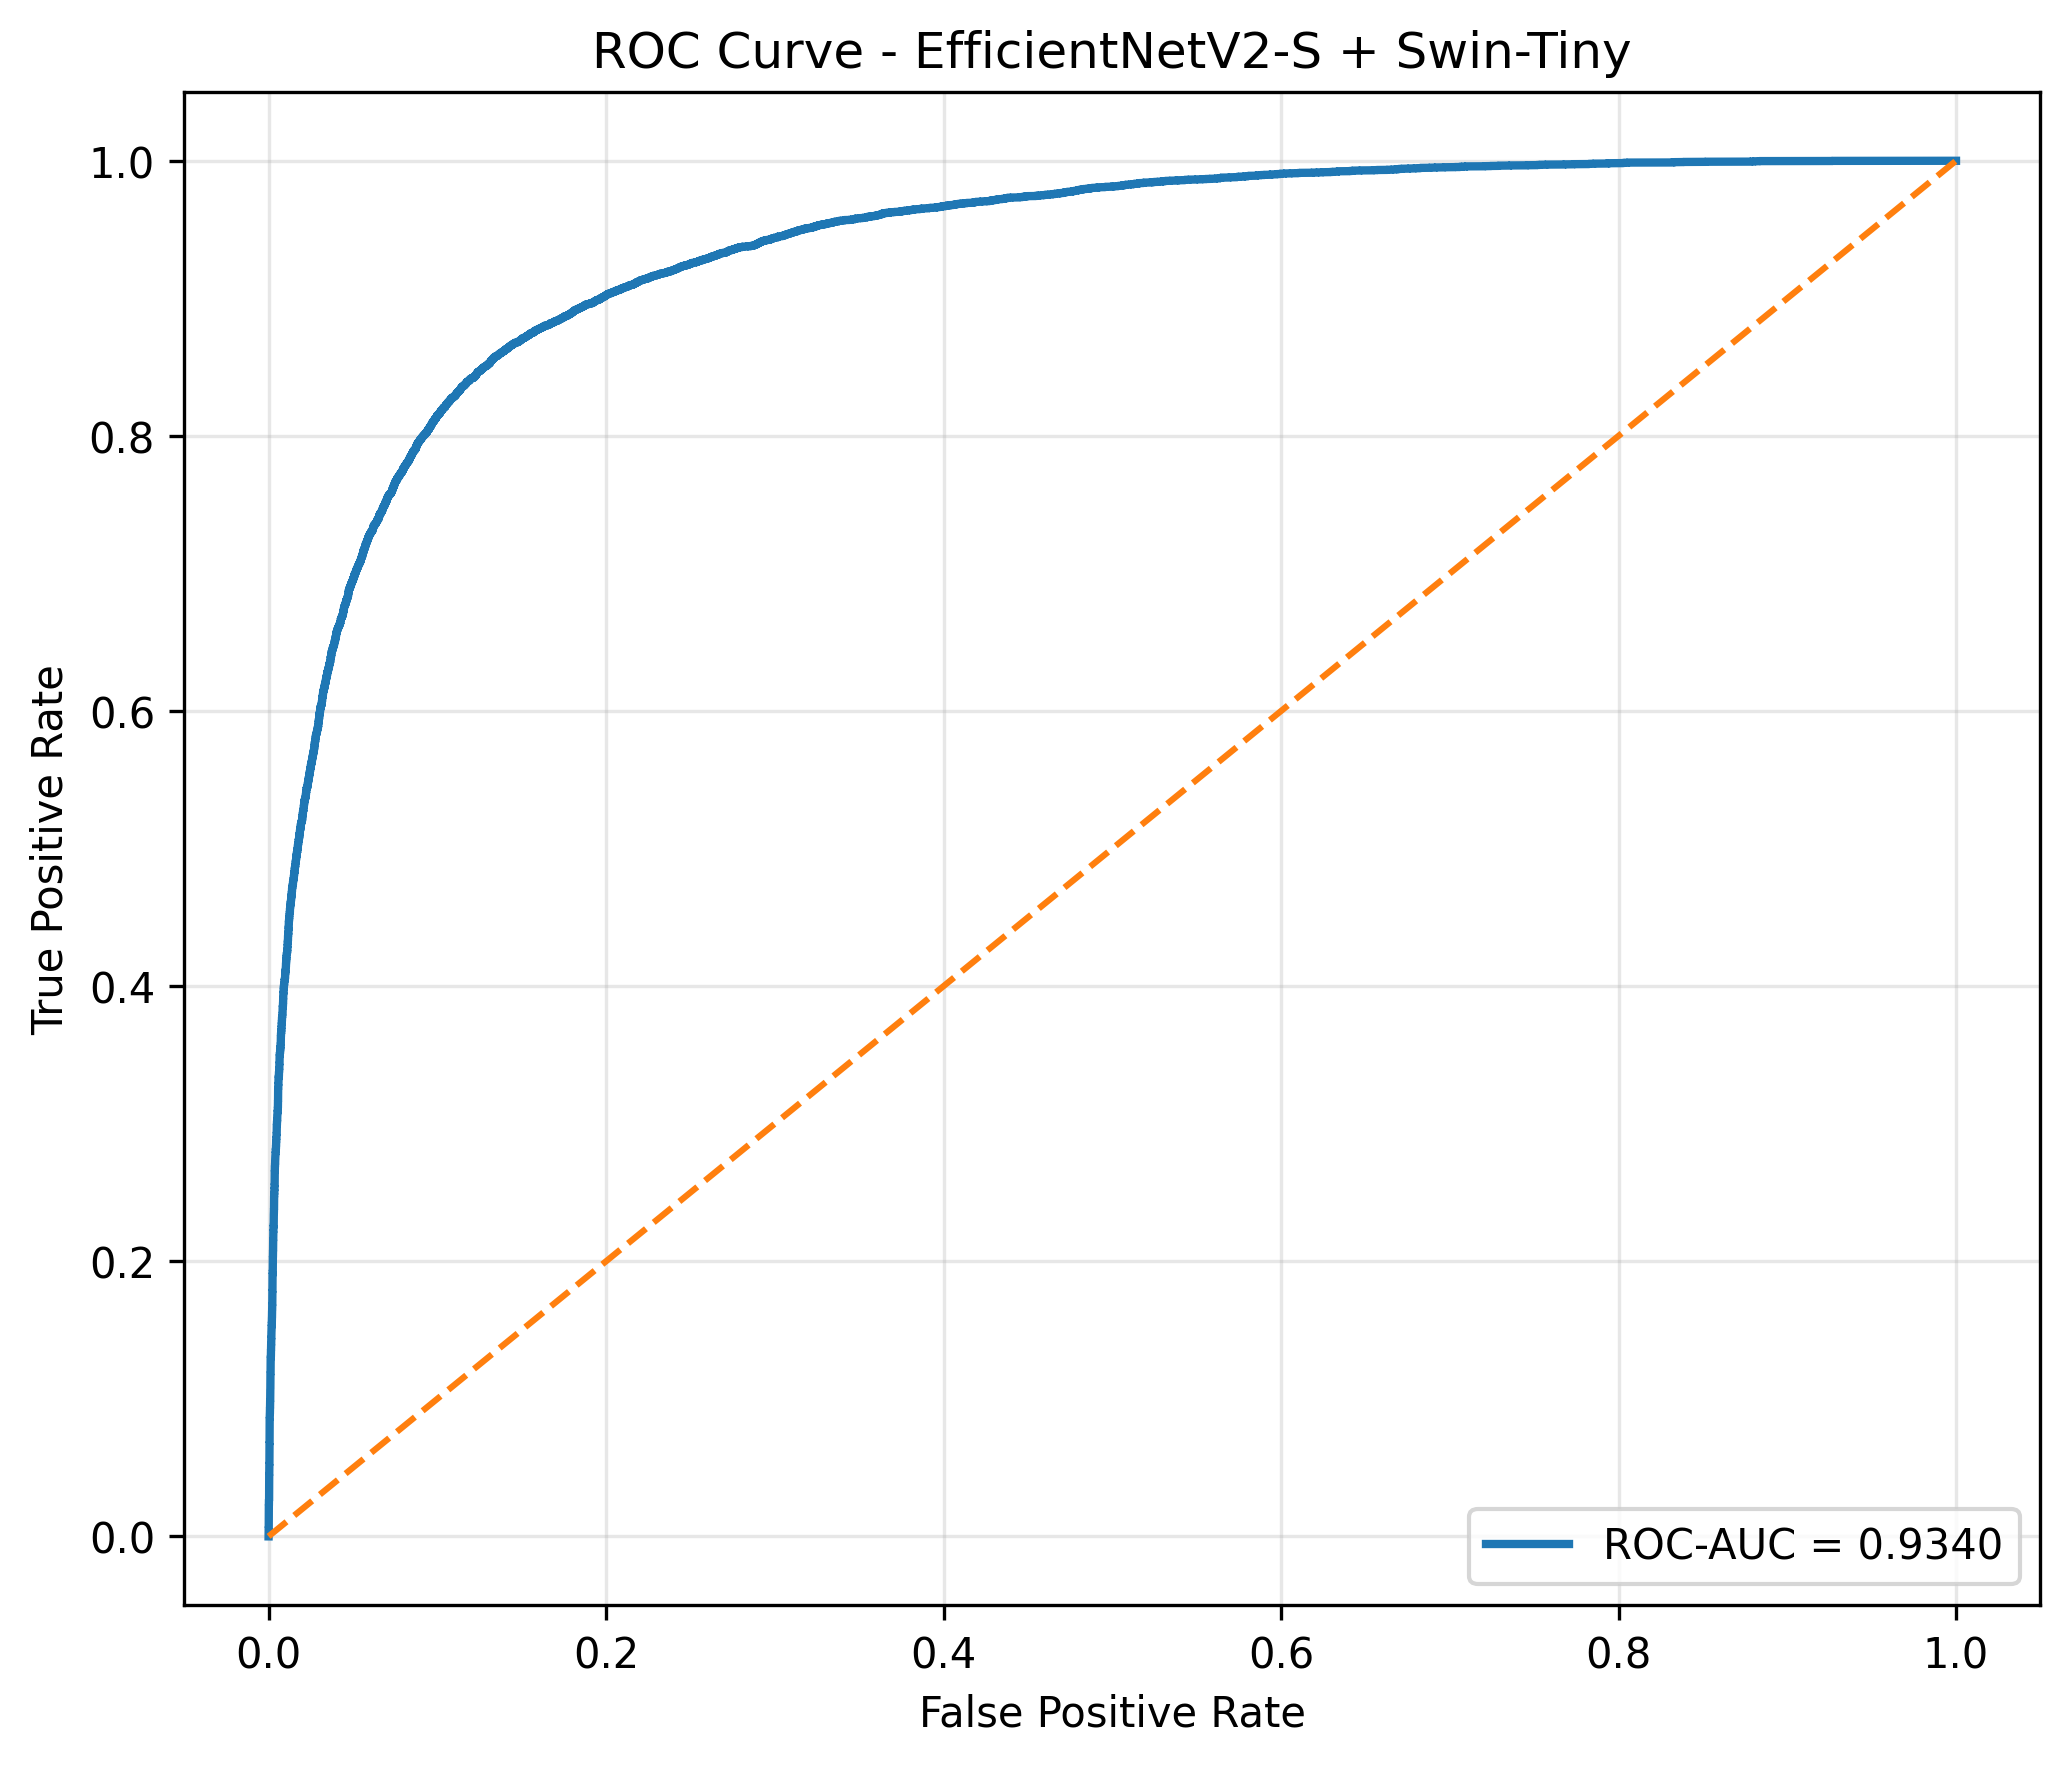 ROC Curve - EfficientNetV2-S + Swin-Tiny
True Positive Rate
1.0
0.8
0.6
0.4
0.2
0.0
ROC-AUC = 0.9340
0.0 0.2 0.4 0.6 0.8 1.0
False Positive Rate